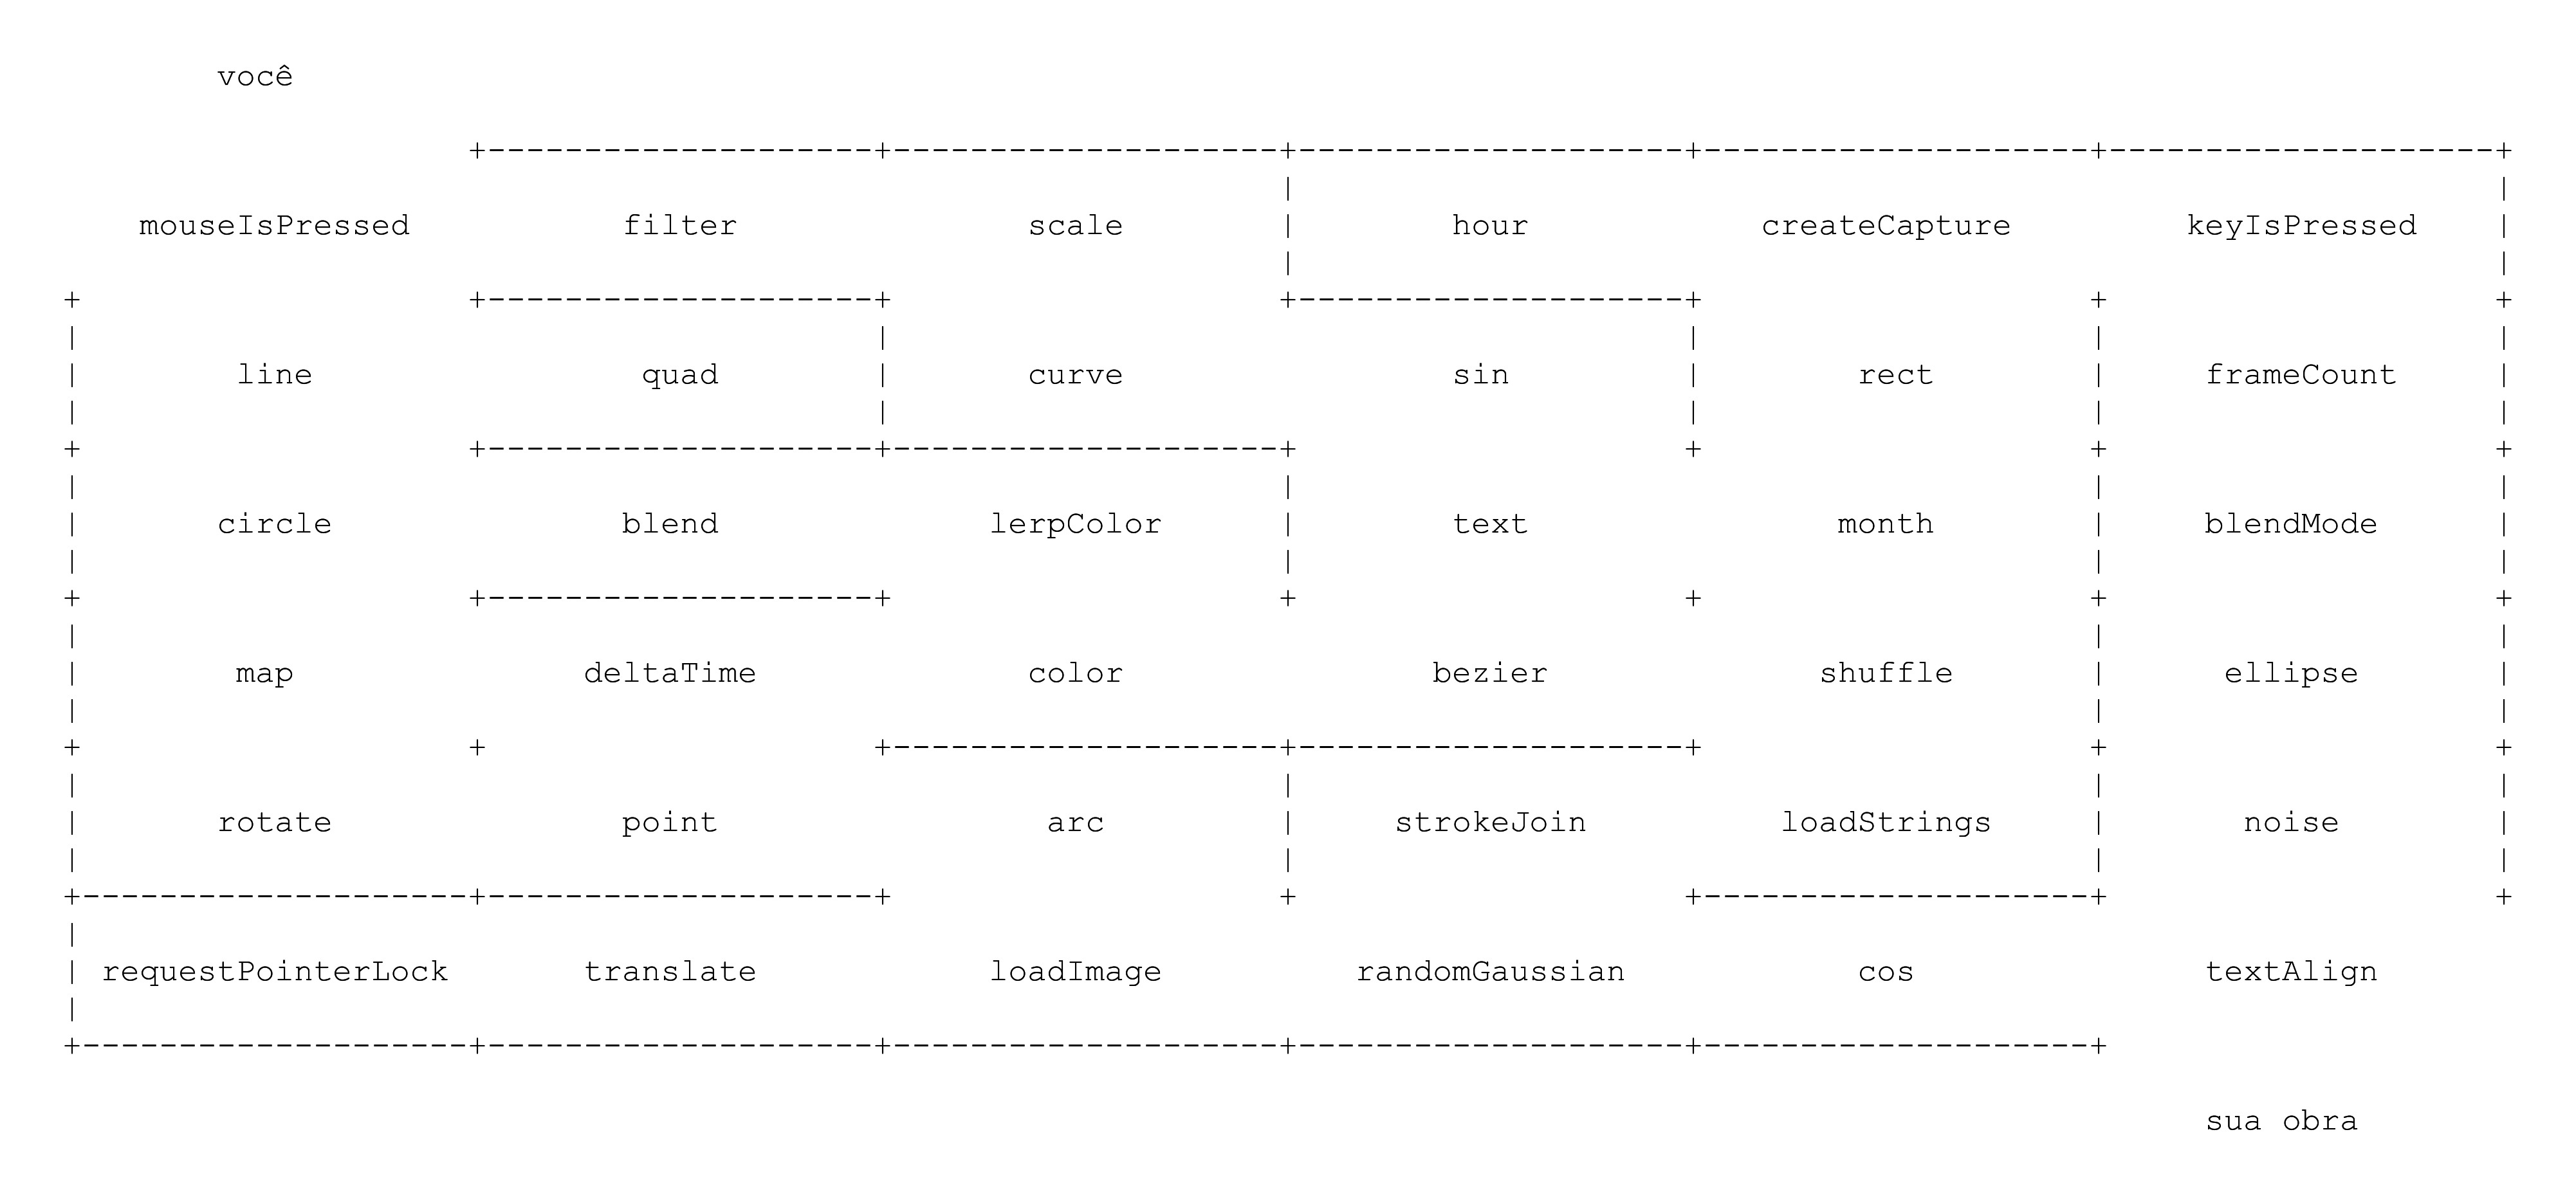 você
mouseIsPressed filter scale hour createCapture keyIsPressed
line quad curve sin rect frameCount
circle blend lerpColor text month blendMode
map deltaTime color bezier shuffle ellipse
rotate point arc strokeJoin loadStrings noise
requestPointerLock translate loadImage randomGaussian cos textAlign
sua obra